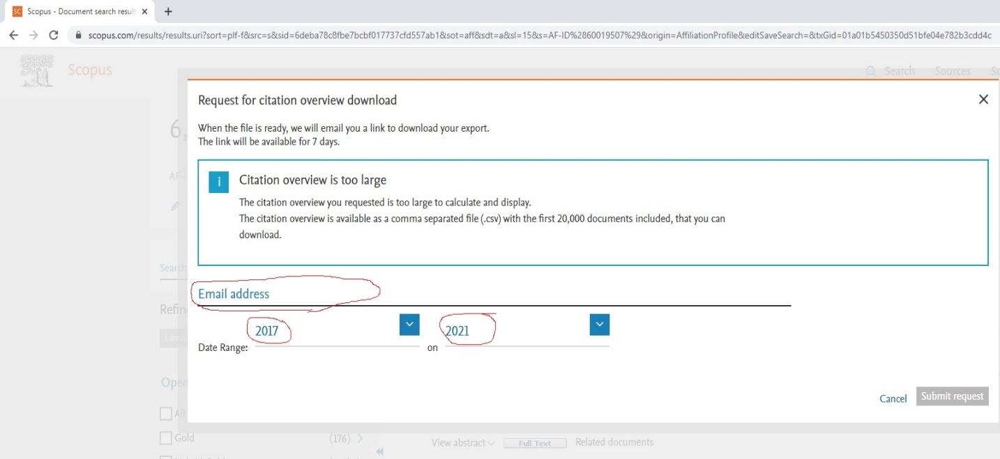 SC Scopus - Document search result
scopus.com/results/results.uri?sort=plf-f&src=s&sid=6deba78c8fbe7bcbf017737cfd557ab1&sot=aff&sdt=a&sl=15&s=AF-ID%2860019507%29&origin=AffiliationProfile&editSaveSearch=&txGid=01a01b5450350d51bfe04e782b3cdd4c
Scopus
Search Sources
Request for citation overview download
When the file is ready, we will email you a link to download your export.
The link will be available for 7 days.
i Citation overview is too large
The citation overview you requested is too large to calculate and display.
The citation overview is available as a comma separated file (.csv) with the first 20,000 documents included, that you can
download.
Search
Email address
2017 2021
Date Range: on
Cancel Submit request
All
Gold (176)
View abstract Full Text Related documents